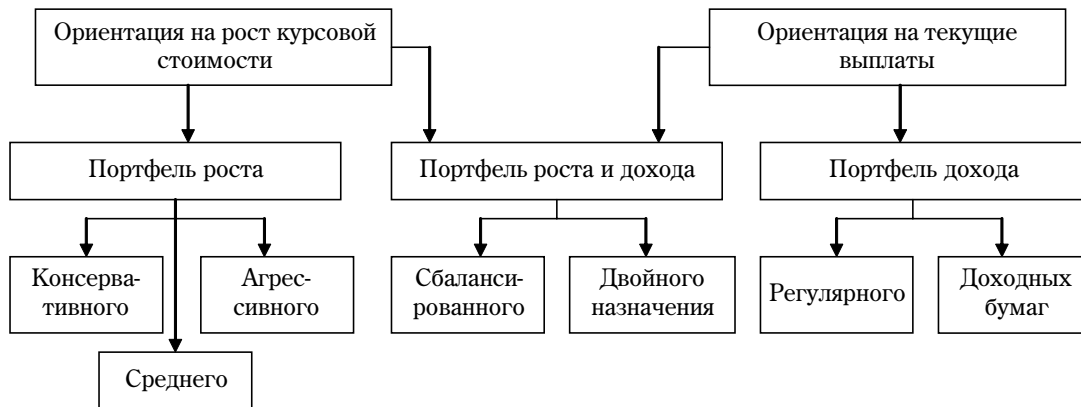 Ориентация на рост курсовой
стоимости
Ориентация на текущие
выплаты
Портфель роста
Портфель роста и дохода
Портфель дохода
Консерва-
тивного
Агрес-
сивного
Сбаланси-
рованного
Двойного
назначения
Регулярного
Доходных
бумаг
Среднего